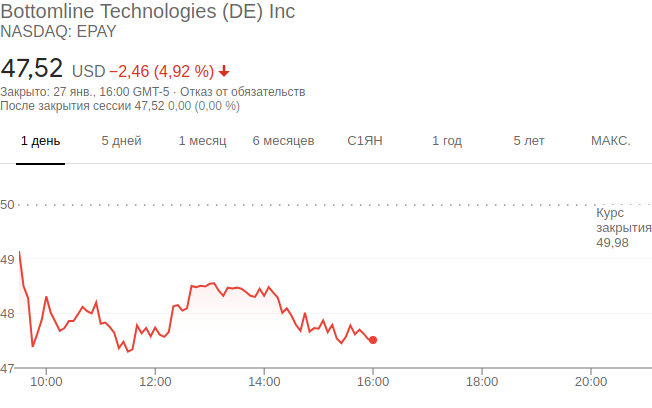 Bottomline Technologies (DE) Inc
NASDAQ: EPAY
47,52 USD −2,46 (4,92 %)
Закрыто: 27 янв., 16:00 GMT-5 · Отказ от обязательств
После закрытия сессии 47,52 0,00 (0,00 %)
1 день 5 дней 1 месяц 6 месяцев С1ЯН 1 год 5 лет МАКС.
50
Курс
закрытия
49,98
49
48
47
10:00 12:00 14:00 16:00 18:00 20:00